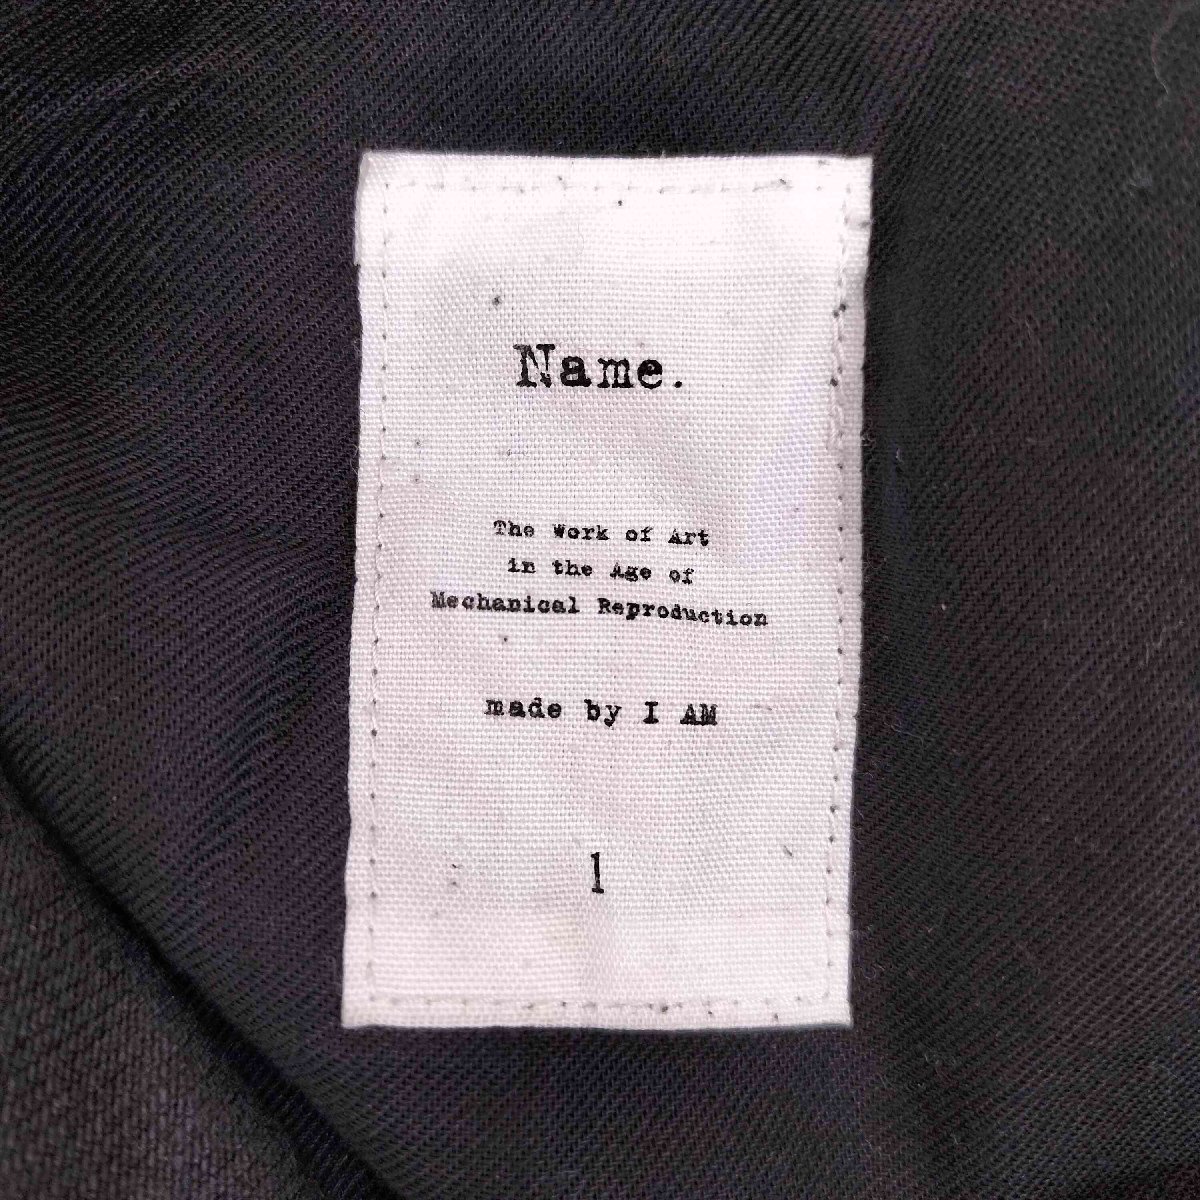 Name.
The Work of Art
in the Age of
Mechanical Reproduction
made by I AM
1